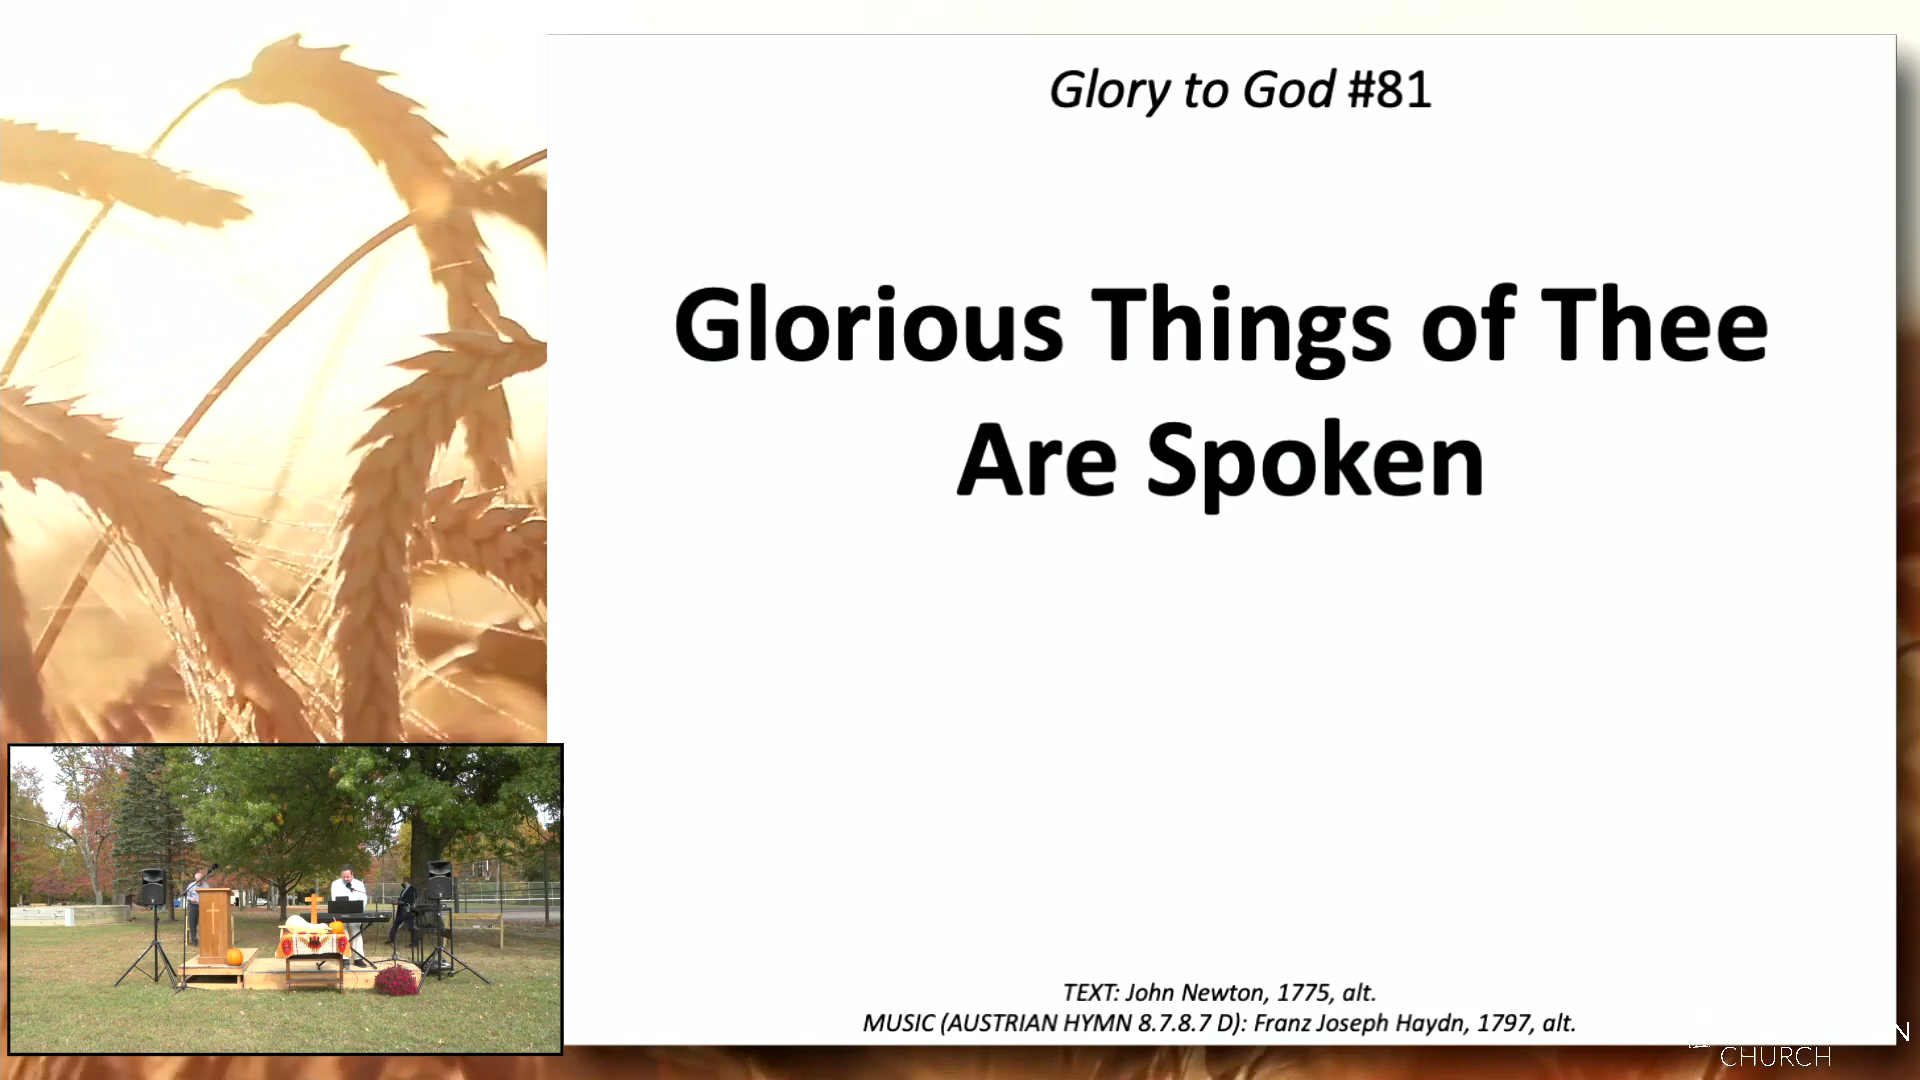 Glory to God #81
Glorious Things of Thee
Are Spoken
TEXT: John Newton, 1775, alt.
MUSIC (AUSTRIAN HYMN 8.7.8.7 D): Franz Joseph Haydn, 1797, alt.
N
CHURCH